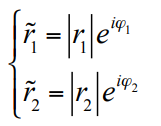 r̃₁ = |r₁|e^{iφ₁}
r̃₂ = |r₂|e^{iφ₂}